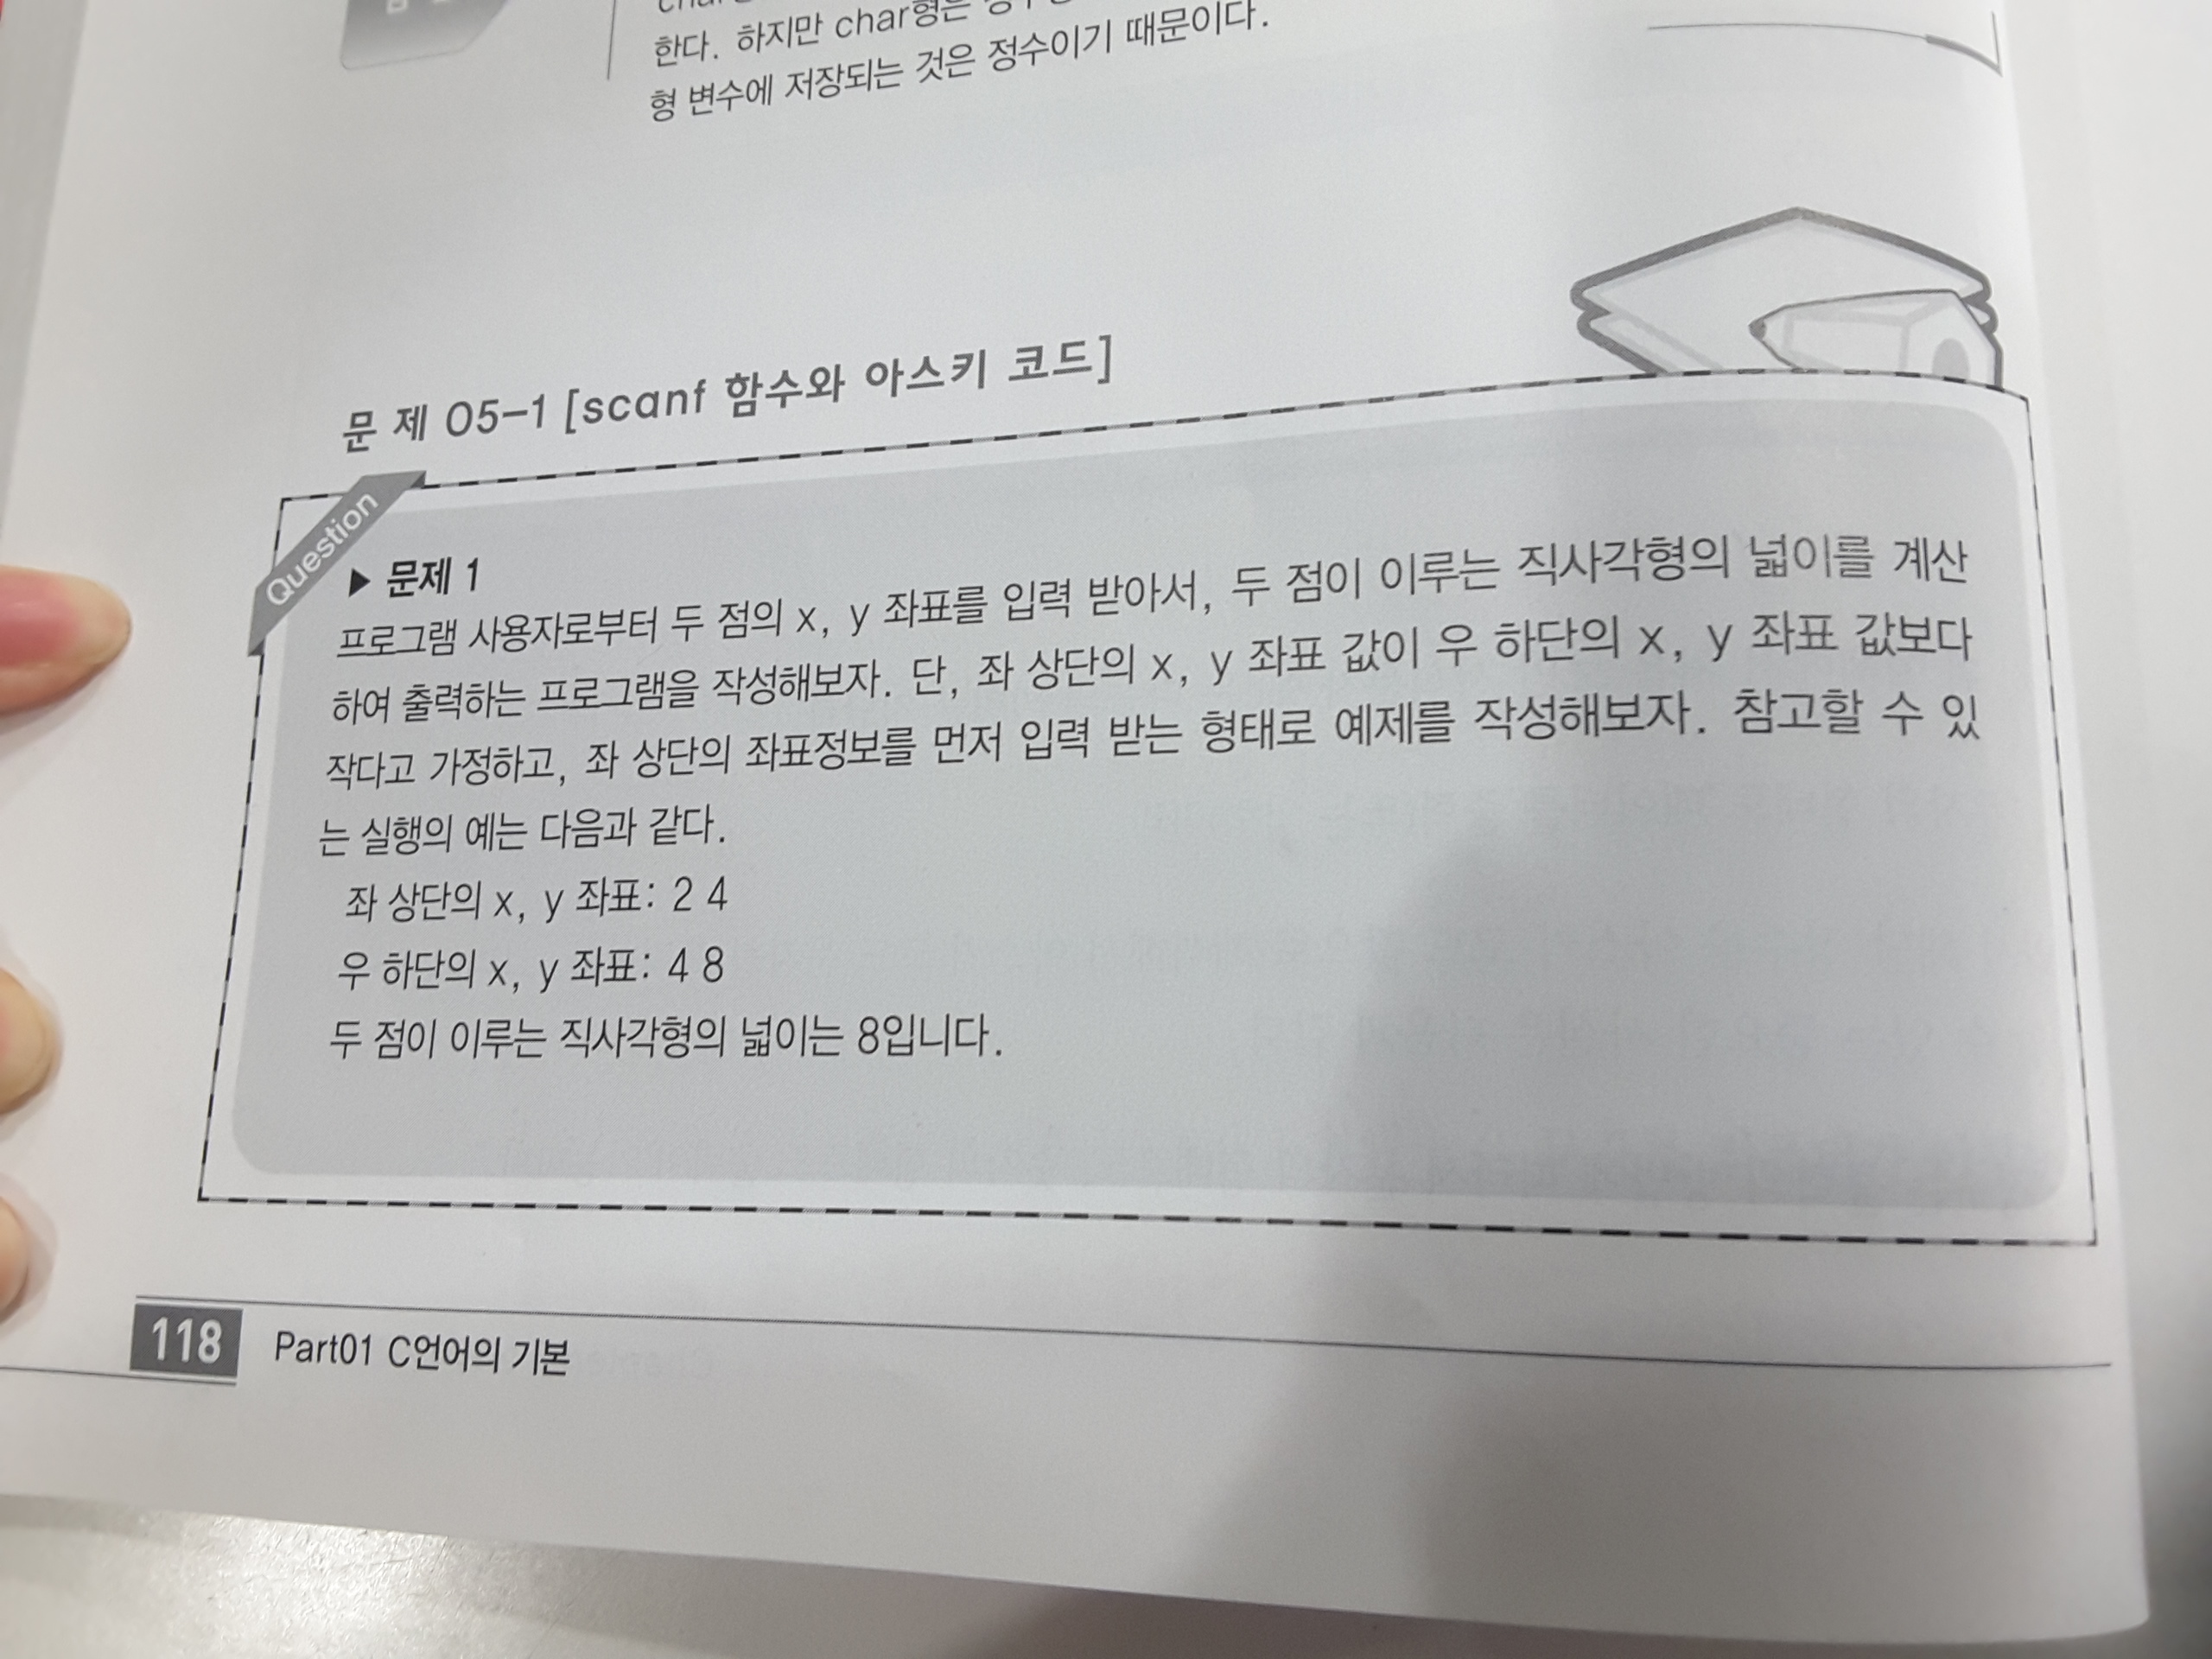 한다. 하지만 char형은
형 변수에 저장되는 것은 정수이기 때문이다.
문 제 05-1 [scanf 함수와 아스키 코드]
Question
▶ 문제 1
프로그램 사용자로부터 두 점의 x, y 좌표를 입력 받아서, 두 점이 이루는 직사각형의 넓이를 계산
하여 출력하는 프로그램을 작성해보자. 단, 좌 상단의 x, y 좌표 값이 우 하단의 x, y 좌표 값보다
작다고 가정하고, 좌 상단의 좌표정보를 먼저 입력 받는 형태로 예제를 작성해보자. 참고할 수 있
는 실행의 예는 다음과 같다.
좌 상단의 x, y 좌표: 2 4
우 하단의 x, y 좌표: 4 8
두 점이 이루는 직사각형의 넓이는 8입니다.
118 Part01 C언어의 기본